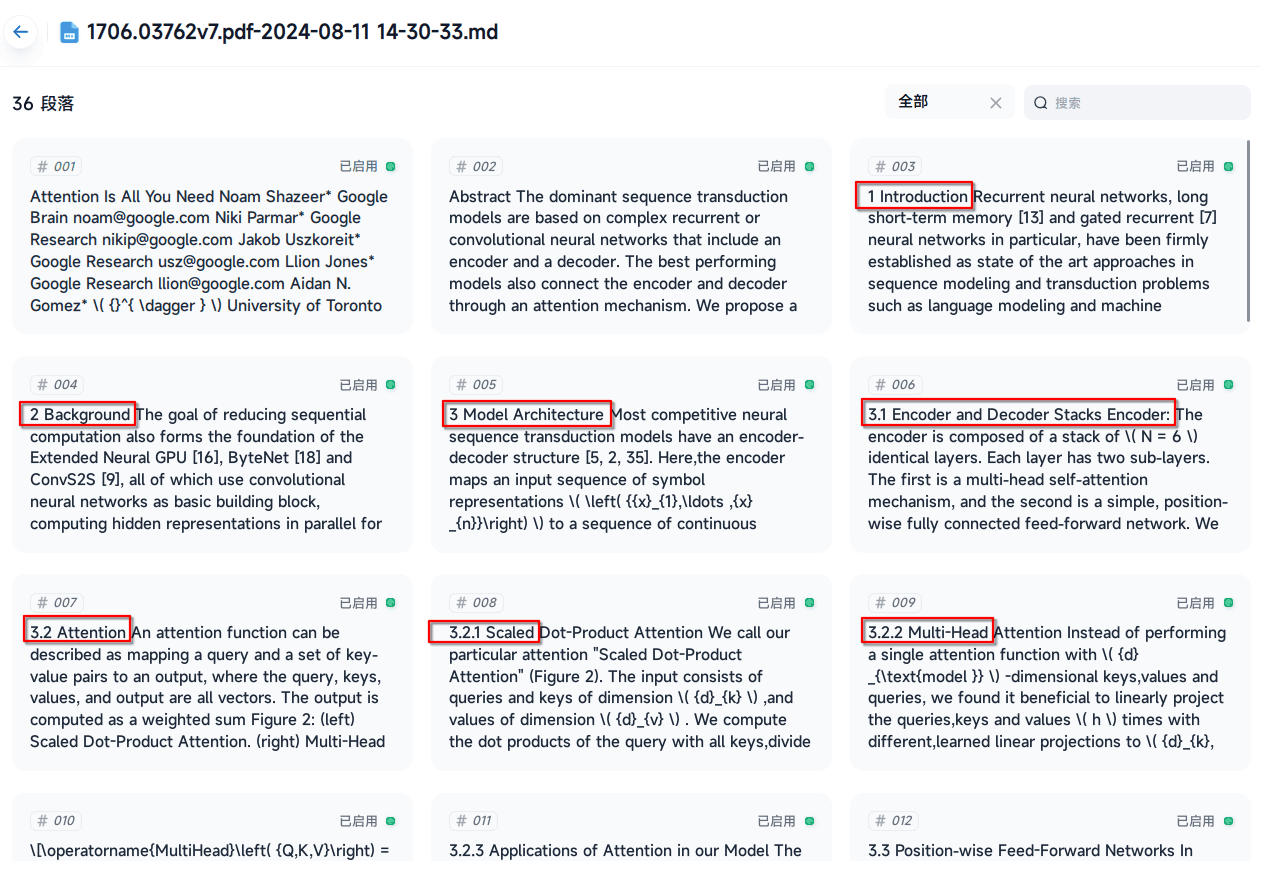 1706.03762v7.pdf-2024-08-11 14-30-33.md
36 段落
全部
搜索
# 001
已启用
Attention Is All You Need Noam Shazeer* Google
Brain noam@google.com Niki Parmar* Google
Research nikip@google.com Jakob Uszkoreit*
Google Research usz@google.com Llion Jones*
Google Research llion@google.com Aidan N.
Gomez* \( {}^{ \dagger } \) University of Toronto
# 002
已启用
Abstract The dominant sequence transduction
models are based on complex recurrent or
convolutional neural networks that include an
encoder and a decoder. The best performing
models also connect the encoder and decoder
through an attention mechanism. We propose a
# 003
已启用
1 Introduction Recurrent neural networks, long
short-term memory [13] and gated recurrent [7]
neural networks in particular, have been firmly
established as state of the art approaches in
sequence modeling and transduction problems
such as language modeling and machine
# 004
已启用
2 Background The goal of reducing sequential
computation also forms the foundation of the
Extended Neural GPU [16], ByteNet [18] and
ConvS2S [9], all of which use convolutional
neural networks as basic building block,
computing hidden representations in parallel for
# 005
已启用
3 Model Architecture Most competitive neural
sequence transduction models have an encoder-
decoder structure [5, 2, 35]. Here,the encoder
maps an input sequence of symbol
representations \( \left( {{x}_{1},\ldots ,{x}
_{n}}\right) \) to a sequence of continuous
# 006
已启用
3.1 Encoder and Decoder Stacks Encoder: The
encoder is composed of a stack of \( N = 6 \)
identical layers. Each layer has two sub-layers.
The first is a multi-head self-attention
mechanism, and the second is a simple, position-
wise fully connected feed-forward network. We
# 007
已启用
3.2 Attention An attention function can be
described as mapping a query and a set of key-
value pairs to an output, where the query, keys,
values, and output are all vectors. The output is
computed as a weighted sum Figure 2: (left)
Scaled Dot-Product Attention. (right) Multi-Head
# 008
已启用
3.2.1 Scaled Dot-Product Attention We call our
particular attention "Scaled Dot-Product
Attention" (Figure 2). The input consists of
queries and keys of dimension \( {d}_{k} \) ,and
values of dimension \( {d}_{v} \) . We compute
the dot products of the query with all keys,divide
# 009
已启用
3.2.2 Multi-Head Attention Instead of performing
a single attention function with \( {d}
_{\text{model }} \) -dimensional keys,values and
queries, we found it beneficial to linearly project
the queries,keys and values \( h \) times with
different,learned linear projections to \( {d}_{k},
# 010
已启用
\[\operatorname{MultiHead}\left( {Q,K,V}\right) =
# 011
已启用
3.2.3 Applications of Attention in our Model The
# 012
已启用
3.3 Position-wise Feed-Forward Networks In